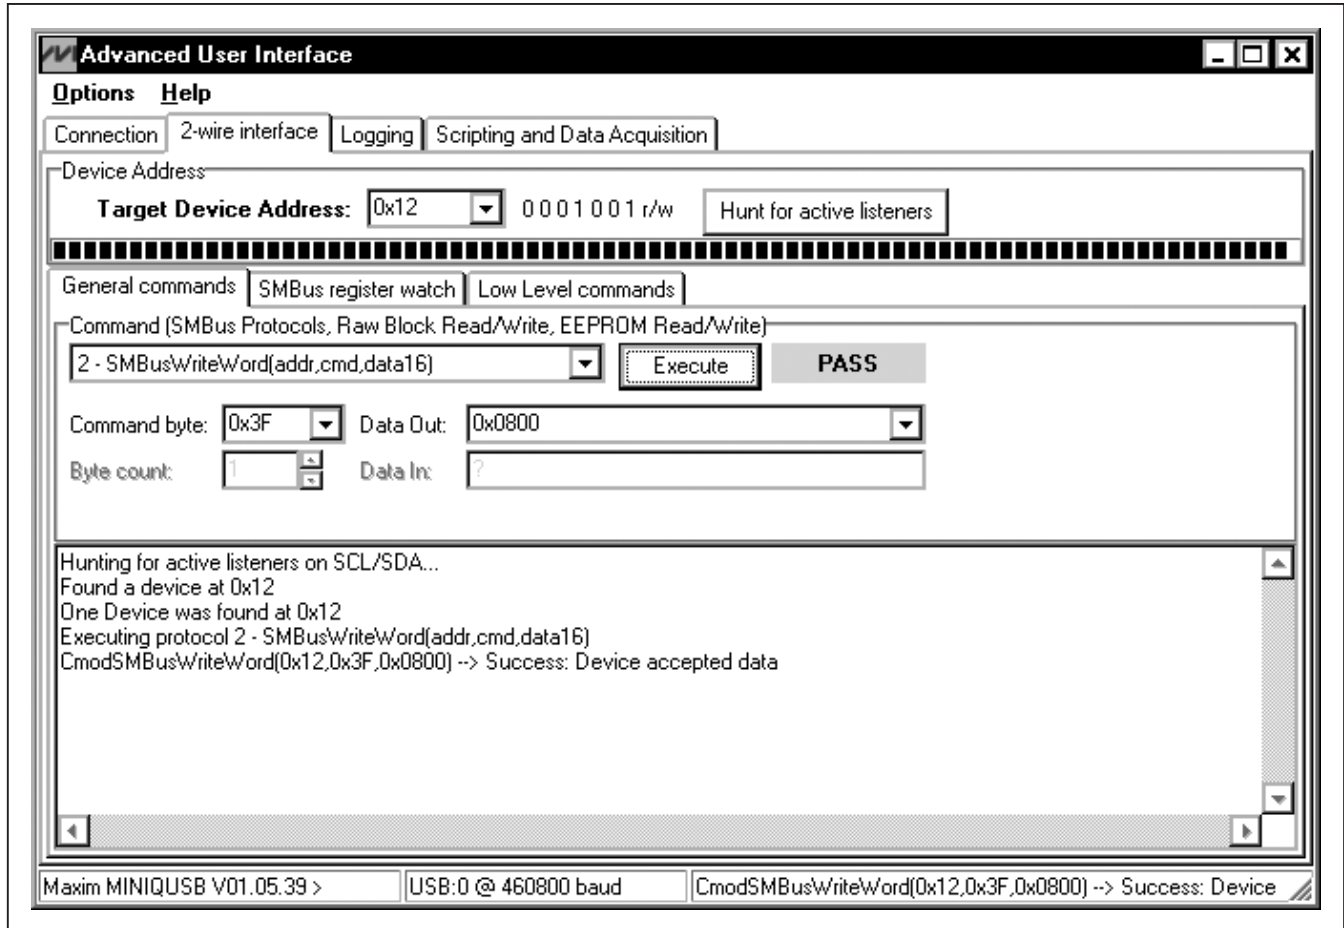 Advanced User Interface
Options Help
Connection 2-wire interface Logging Scripting and Data Acquisition
Device Address
Target Device Address: 0x12 0 0 0 1 0 0 1 r/w Hunt for active listeners
General commands SMBus register watch Low Level commands
Command (SMBus Protocols, Raw Block Read/Write, EEPROM Read/Write)
2 - SMBusWriteWord(addr,cmd,data16) Execute PASS
Command byte: 0x3F Data Out: 0x0800
Byte count: 1 Data In: ?
Hunting for active listeners on SCL/SDA...
Found a device at 0x12
One Device was found at 0x12
Executing protocol 2 - SMBusWriteWord(addr,cmd,data16)
CmodSMBusWriteWord(0x12,0x3F,0x0800) --> Success: Device accepted data
Maxim MINIQUSB V01.05.39 > USB:0 @ 460800 baud CmodSMBusWriteWord(0x12,0x3F,0x0800) --> Success: Device